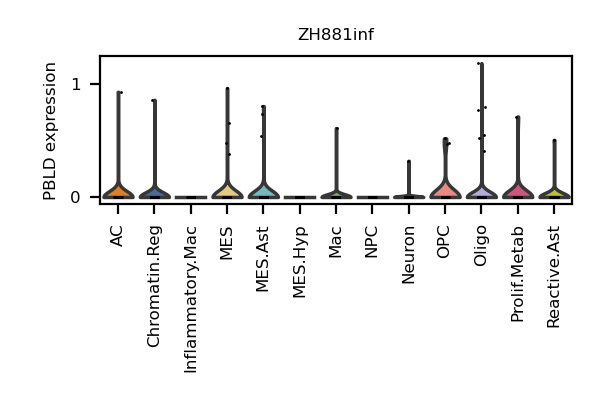 ZH881inf
PBLD expression
1
0
AC
Chromatin.Reg
Inflammatory.Mac
MES
MES.Ast
MES.Hyp
Mac
NPC
Neuron
OPC
Oligo
Prolif.Metab
Reactive.Ast